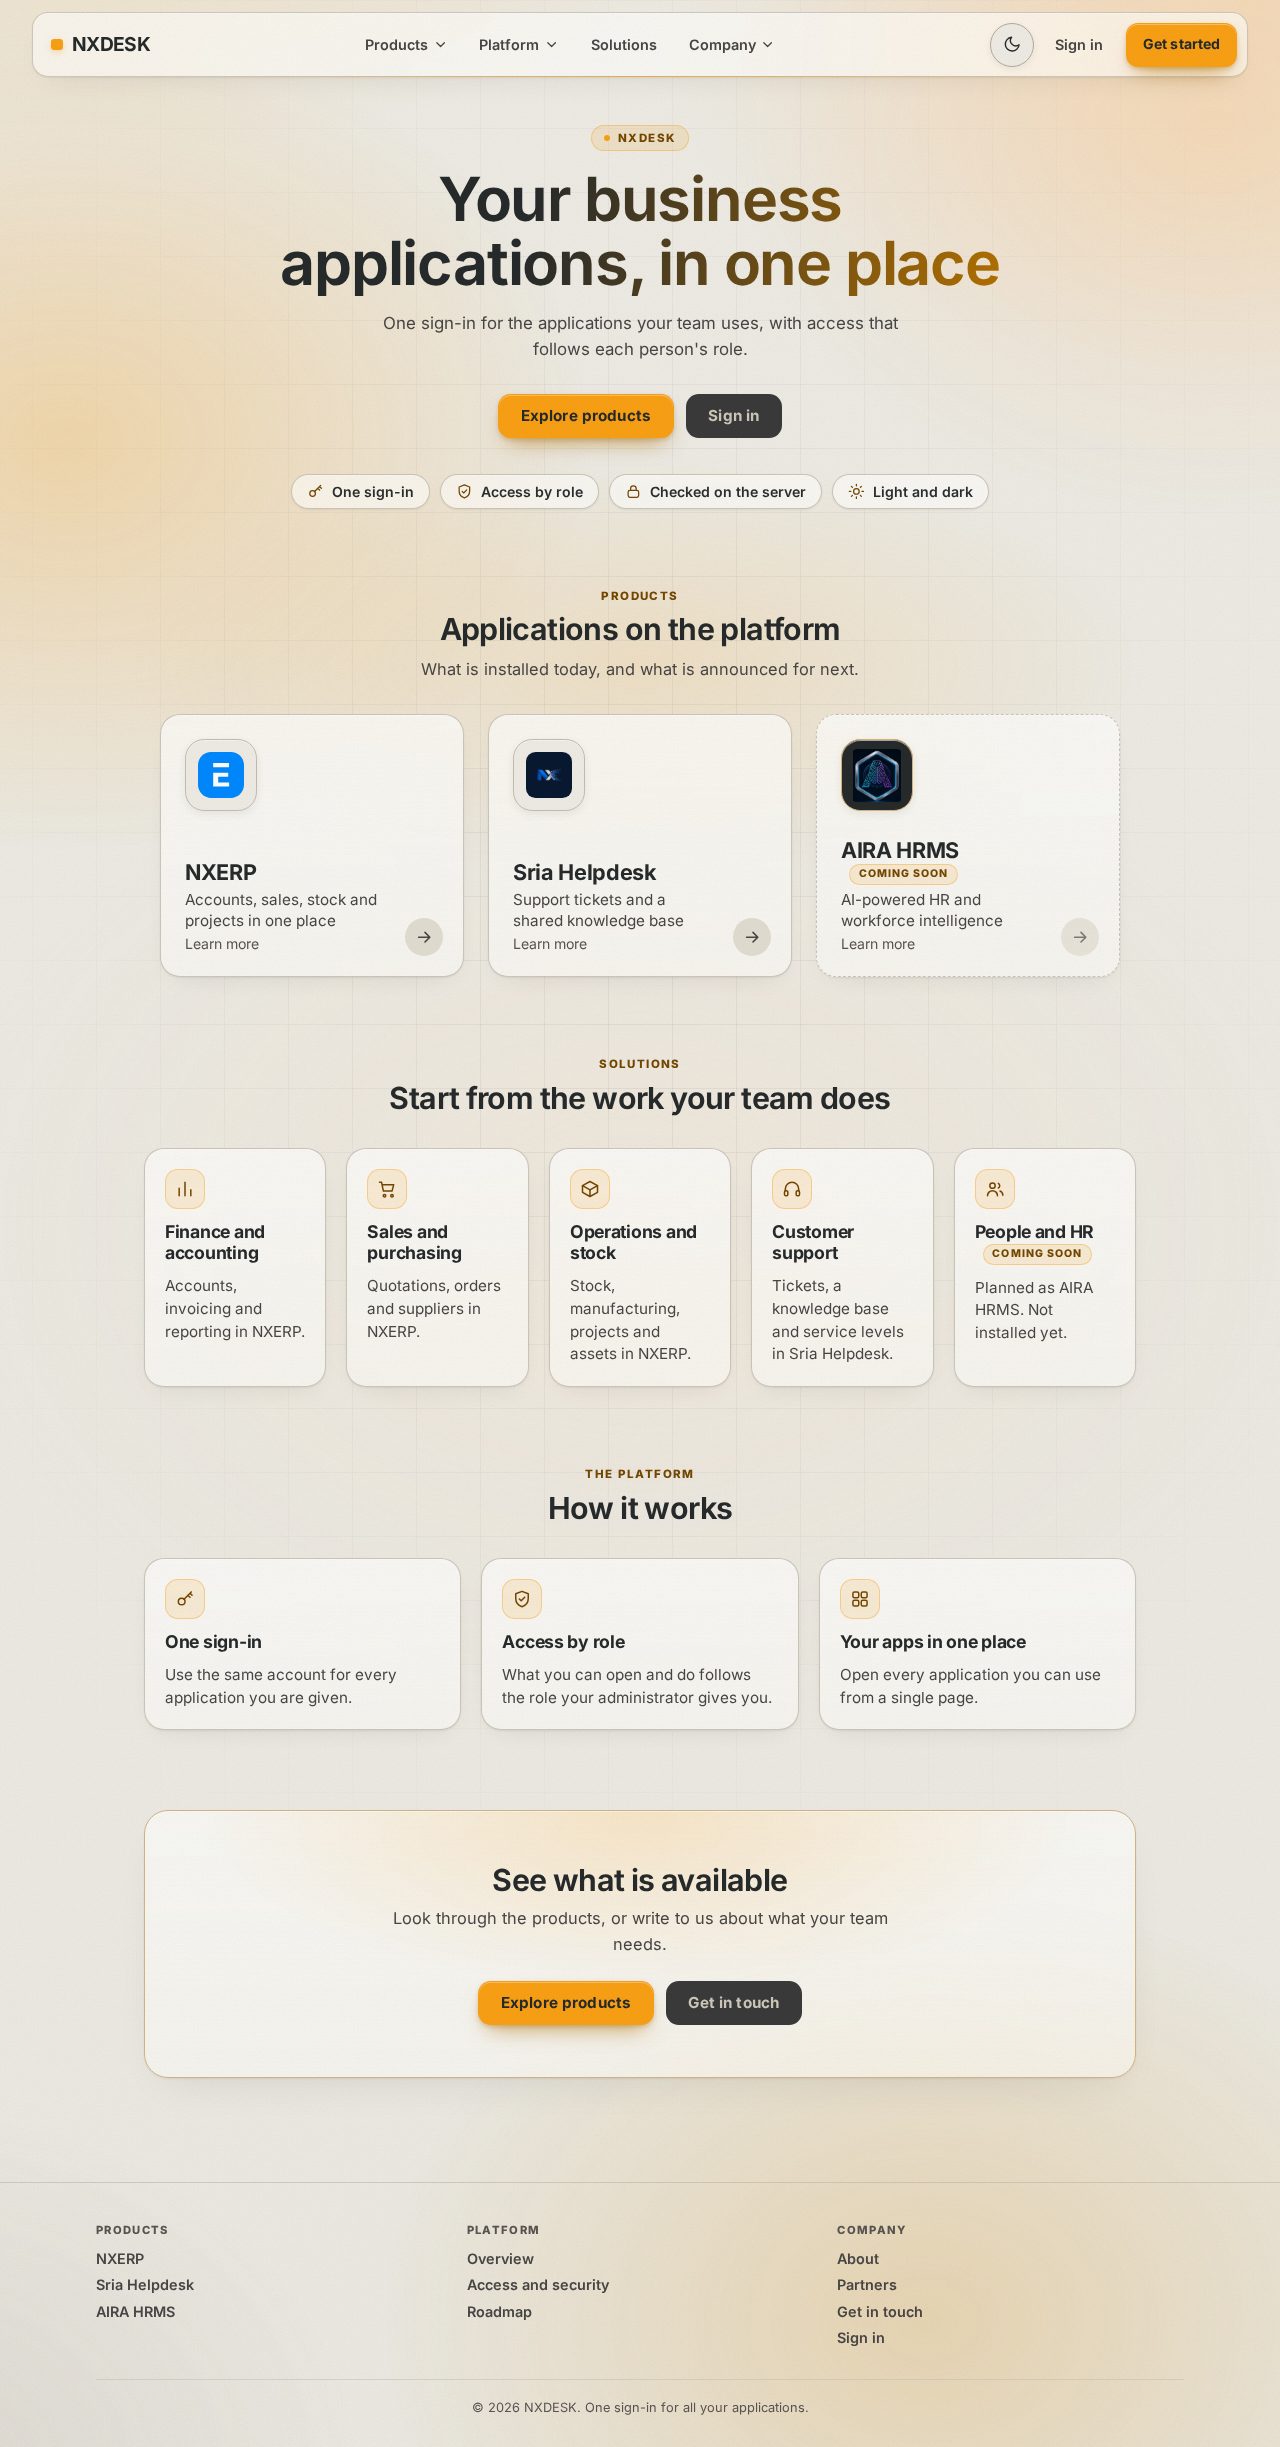 NXDESK
Products
Platform
Solutions
Company
Sign in
Get started
NXDESK
Your business
applications, in one place
One sign-in for the applications your team uses, with access that
follows each person's role.
Explore products
Sign in
One sign-in
Access by role
Checked on the server
Light and dark
PRODUCTS
Applications on the platform
What is installed today, and what is announced for next.
NXERP
Accounts, sales, stock and
projects in one place
Learn more
NX
Sria Helpdesk
Support tickets and a
shared knowledge base
Learn more
AIRA HRMS
COMING SOON
AI-powered HR and
workforce intelligence
Learn more
SOLUTIONS
Start from the work your team does
Finance and
accounting
Accounts,
invoicing and
reporting in NXERP.
Sales and
purchasing
Quotations, orders
and suppliers in
NXERP.
Operations and
stock
Stock,
manufacturing,
projects and
assets in NXERP.
Customer
support
Tickets, a
knowledge base
and service levels
in Sria Helpdesk.
People and HR
COMING SOON
Planned as AIRA
HRMS. Not
installed yet.
THE PLATFORM
How it works
One sign-in
Use the same account for every
application you are given.
Access by role
What you can open and do follows
the role your administrator gives you.
Your apps in one place
Open every application you can use
from a single page.
See what is available
Look through the products, or write to us about what your team
needs.
Explore products
Get in touch
PRODUCTS
NXERP
Sria Helpdesk
AIRA HRMS
PLATFORM
Overview
Access and security
Roadmap
COMPANY
About
Partners
Get in touch
Sign in
© 2026 NXDESK. One sign-in for all your applications.